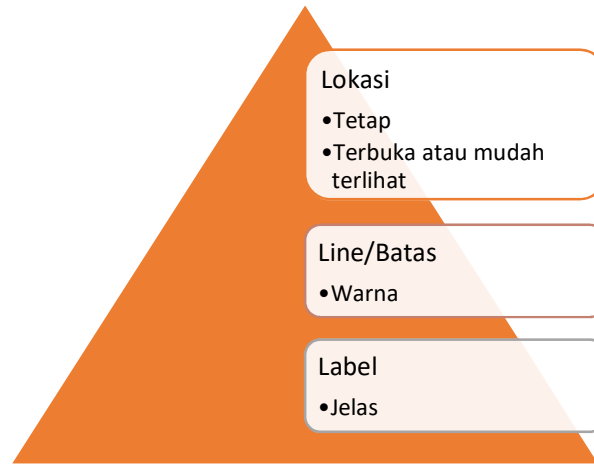 Lokasi
•Tetap
•Terbuka atau mudah
terlihat
Line/Batas
•Warna
Label
•Jelas